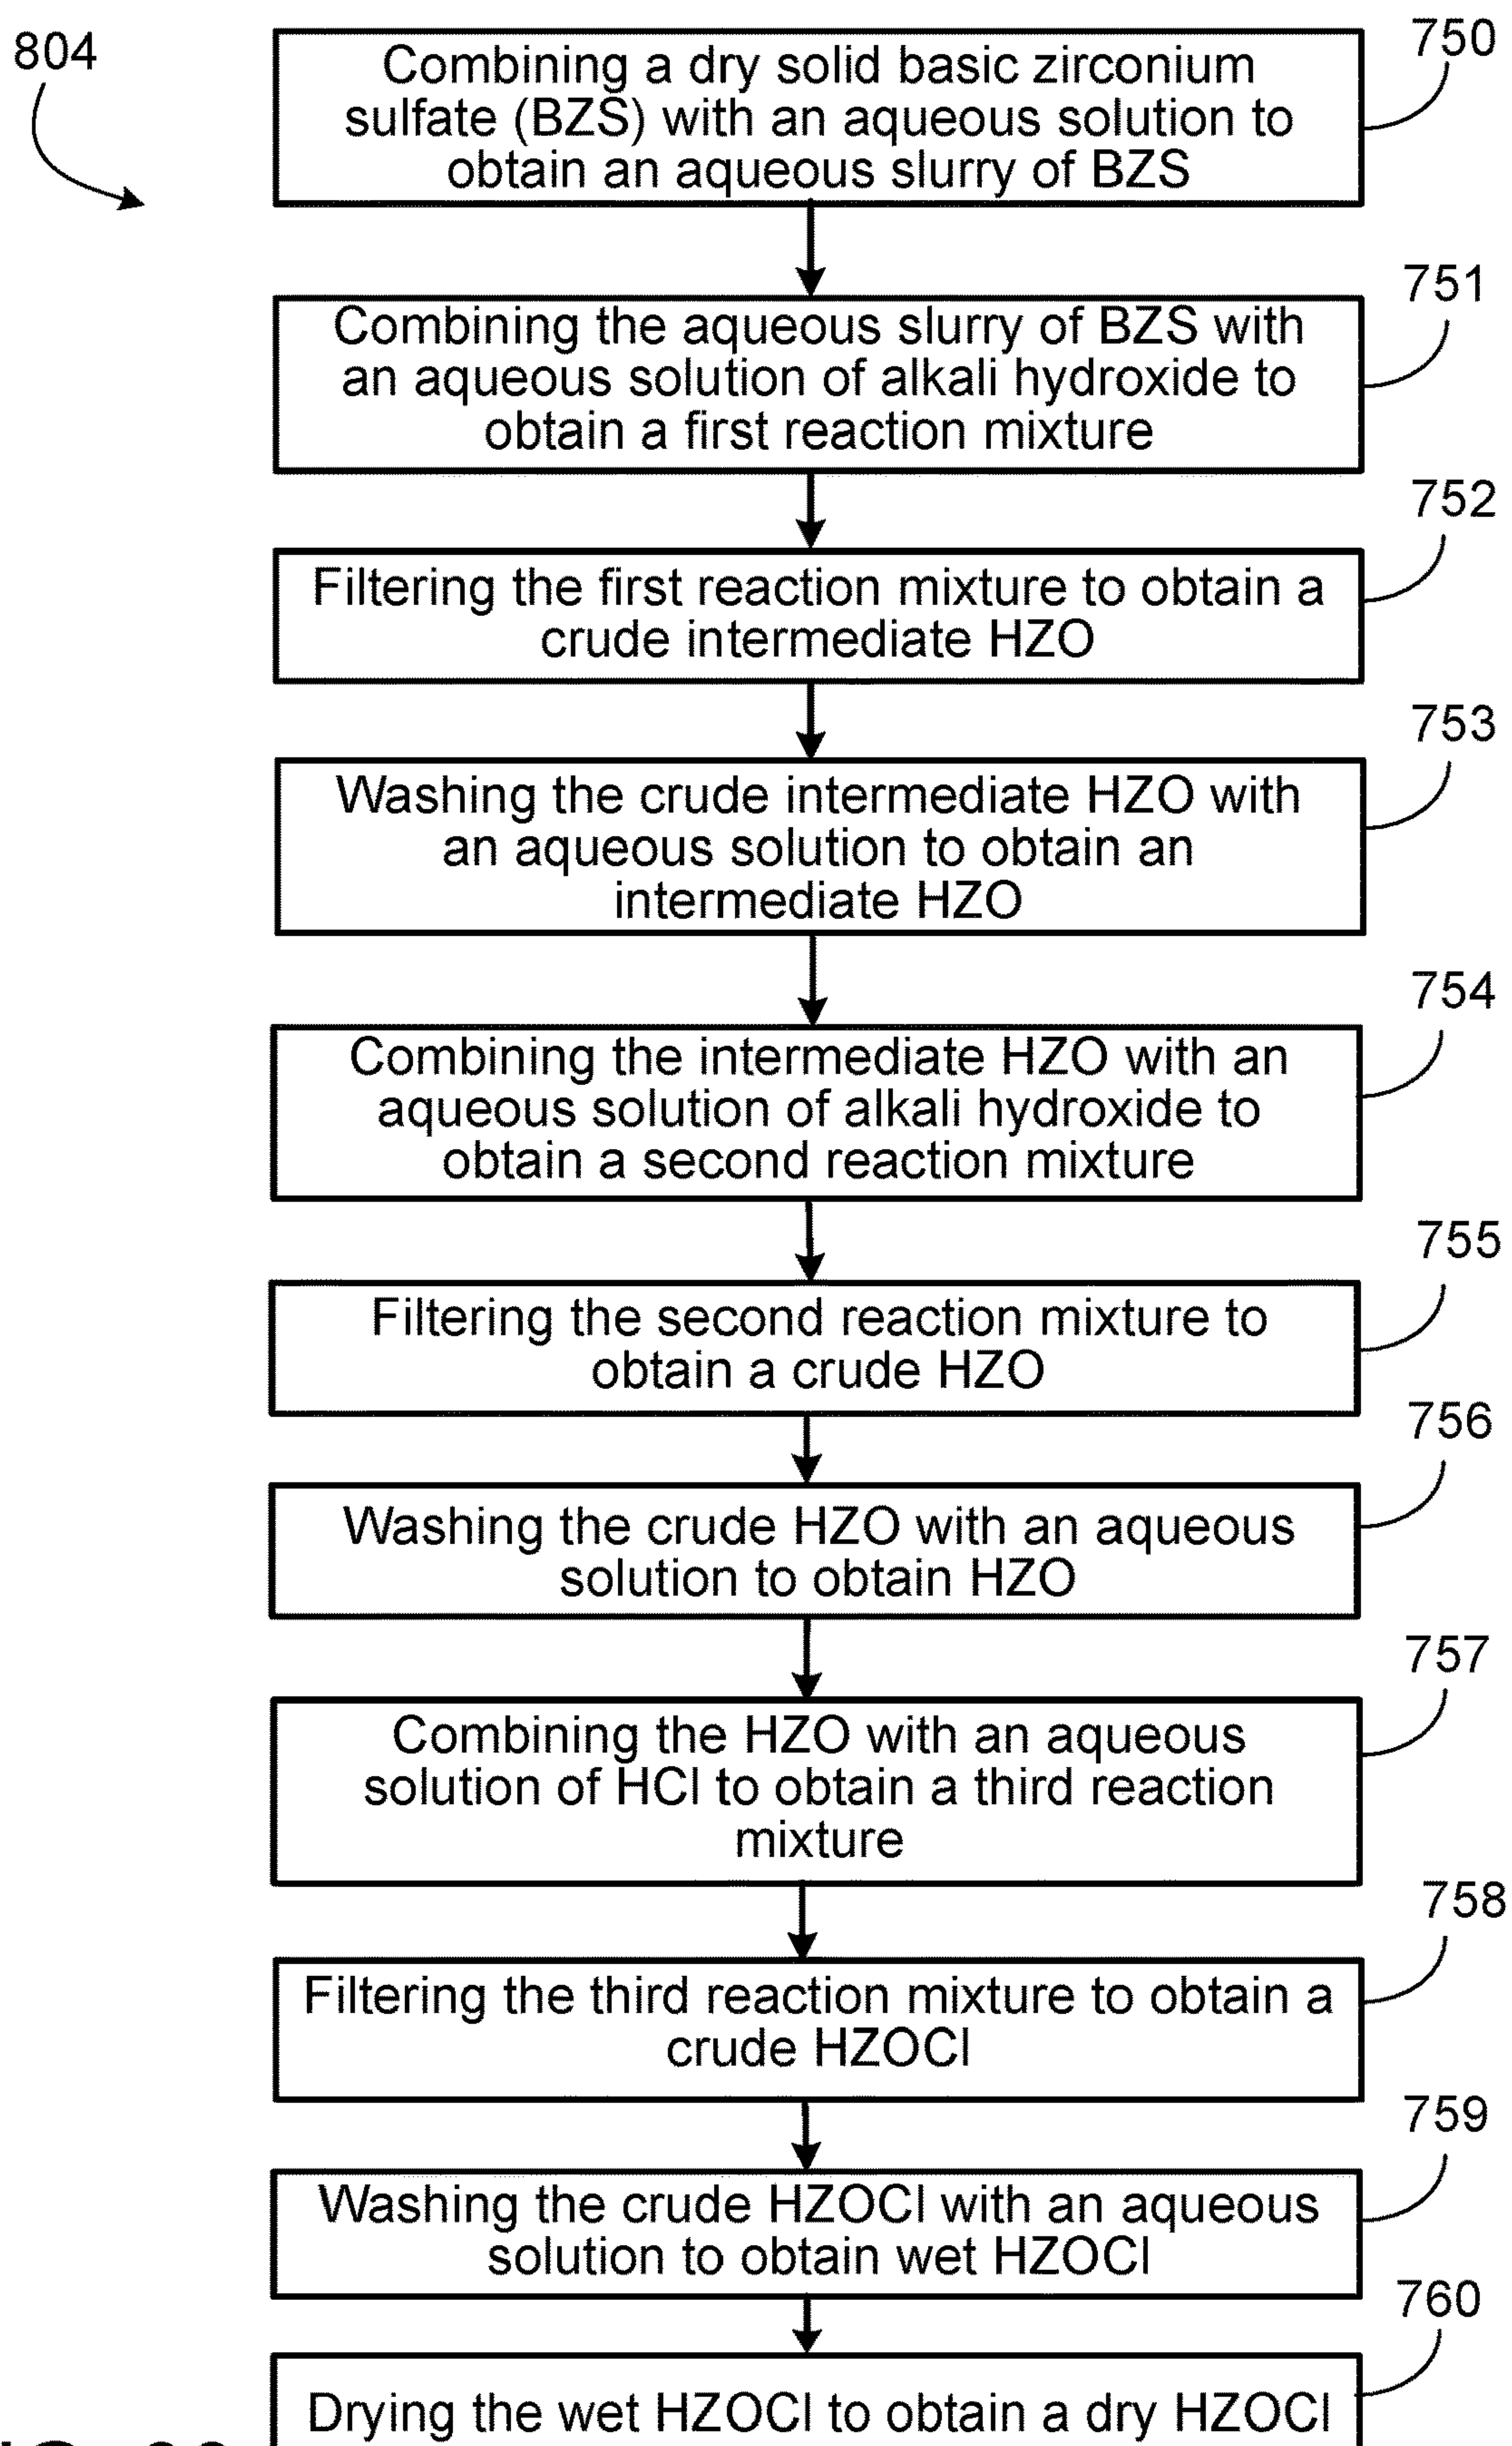 804
750
Combining a dry solid basic zirconium
sulfate (BZS) with an aqueous solution to
obtain an aqueous slurry of BZS
751
Combining the aqueous slurry of BZS with
an aqueous solution of alkali hydroxide to
obtain a first reaction mixture
752
Filtering the first reaction mixture to obtain a
crude intermediate HZO
753
Washing the crude intermediate HZO with
an aqueous solution to obtain an
intermediate HZO
754
Combining the intermediate HZO with an
aqueous solution of alkali hydroxide to
obtain a second reaction mixture
755
Filtering the second reaction mixture to
obtain a crude HZO
756
Washing the crude HZO with an aqueous
solution to obtain HZO
757
Combining the HZO with an aqueous
solution of HCl to obtain a third reaction
mixture
758
Filtering the third reaction mixture to obtain a
crude HZOCl
759
Washing the crude HZOCl with an aqueous
solution to obtain wet HZOCl
760
Drying the wet HZOCl to obtain a dry HZOCl